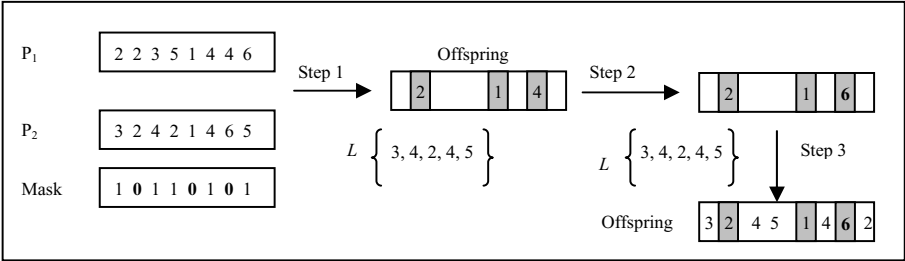 P1 2 2 3 5 1 4 4 6
Step 1
Offspring
2 1 4
Step 2
2 1 6
P2 3 2 4 2 1 4 6 5
L { 3, 4, 2, 4, 5 }
L { 3, 4, 2, 4, 5 }
Step 3
Mask 1 0 1 1 0 1 0 1
Offspring 3 2 4 5 1 4 6 2